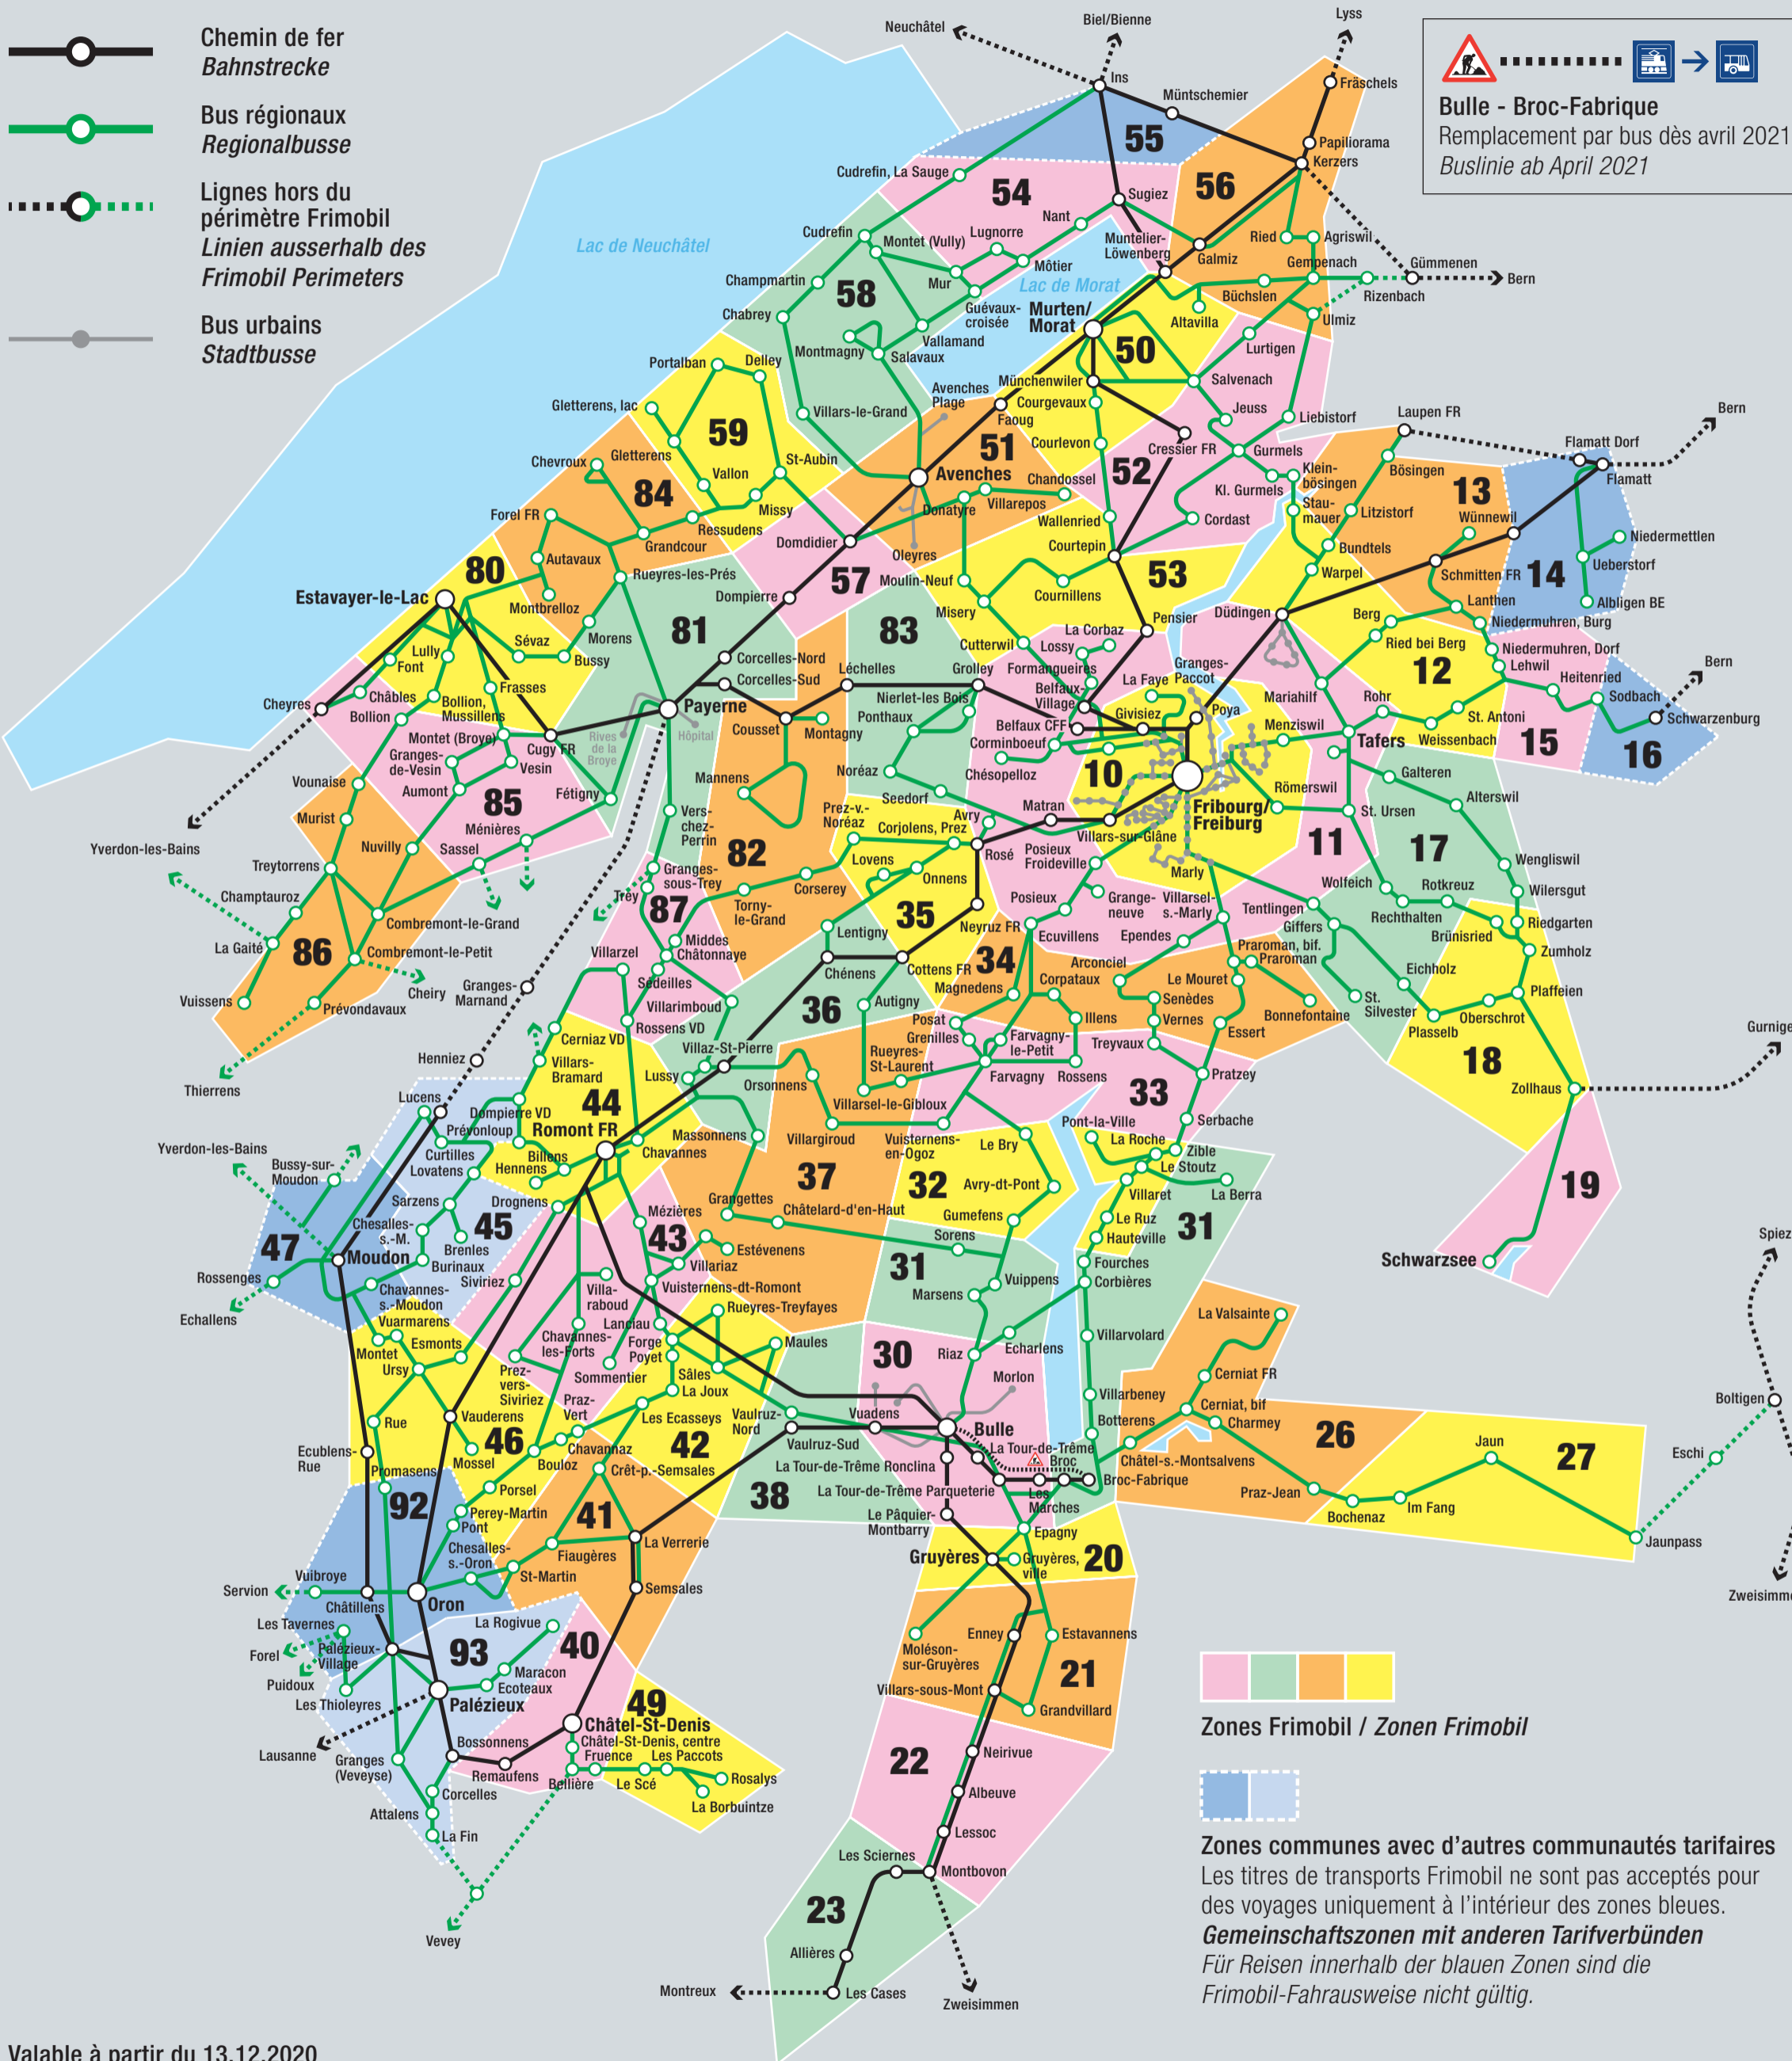 Chemin de fer
Bahnstrecke
Bus régionaux
Regionalbusse
Lignes hors du
périmètre Frimobil
Linien ausserhalb des
Frimobil Perimeters
Bus urbains
Stadtbusse
Bulle - Broc-Fabrique
Remplacement par bus dès avril 2021
Buslinie ab April 2021
Neuchâtel
Biel/Bienne
Lyss
Ins
Müntschemier
Fräschels
55
Papiliorama
Kerzers
Cudrefin, La Sauge
54
Sugiez
56
Nant
Lac de Neuchâtel
Cudrefin
Montet (Vully)
Lugnorre
Muntelier-
Löwenberg
Galmiz
Ried
Agriswil
Gempenach
Gümmenen
Bern
Môtier
Champmartin
58
Mur
Lac de Morat
Büchslen
Rizenbach
Chabrey
Guévaux-
croisée
Murten/
Morat
Altavilla
Ulmiz
Vallamand
Montmagny
Salavaux
50
Lurtigen
Portalban
Delley
Münchenwiler
Salvenach
Gletterens, lac
Villars-le-Grand
Avenches
Plage
Faoug
Courgevaux
Jeuss
Liebistorf
Laupen FR
Bern
59
51
Courlevon
Cressier FR
Gurmels
Flamatt Dorf
Flamatt
Chevroux
Gletterens
St-Aubin
Avenches
Chandossel
52
Klein-
bösingen
Kl. Gurmels
Bösingen
13
84
Vallon
Missy
Donatyre
Villarepos
Wallenried
Cordast
Stau-
mauer
Litzistorf
Wünnewil
Forel FR
Ressudens
Grandcour
Domdidier
Oleyres
Courtepin
Bundtels
Niedermettlen
Ueberstorf
80
Autavaux
Rueyres-les-Prés
57
Moulin-Neuf
53
Warpel
Schmitten FR
14
Estavayer-le-Lac
Montbrelloz
Dompierre
Misery
Cournillens
Düdingen
Lanthen
Albligen BE
81
83
Pensier
Berg
Niedermuhren, Burg
Morens
Sévaz
Bussy
Cutterwil
La Corbaz
Lossy
Ried bei Berg
Niedermuhren, Dorf
Lully
Font
Corcelles-Nord
Léchelles
Grolley
Formangueires
Granges-
Paccot
12
Lehwil
Bern
Corcelles-Sud
La Faye
Heitenried
Châbles
Frasses
Nierlet-les Bois
Belfaux-
Village
Mariahilf
Rohr
Sodbach
Cheyres
Bollion,
Mussillens
Bollion
Payerne
Cousset
Montagny
Ponthaux
Belfaux CFF
Givisiez
Poya
Menziswil
St. Antoni
Schwarzenburg
Montet (Broye)
Cugy FR
Rives
de la
Broye
Hôpital
Corminboeuf
Tafers
Weissenbach
15
16
Granges-
de-Vesin
Vesin
Noréaz
Chésopelloz
10
Galteren
Vounaise
Aumont
85
Fétigny
Mannens
Seedorf
Römerswil
Alterswil
Vers-
chez-
Perrin
Prez-v.-
Noréaz
Matran
Fribourg/
Freiburg
St. Ursen
Murist
Ménières
82
Corjolens, Prez
Avry
Villars-sur-Glâne
11
17
Yverdon-les-Bains
Nuvilly
Sassel
Lovens
Rosé
Posieux
Froideville
Wengliswil
Treytorrens
Granges-
sous-Trey
Corserey
Onnens
Marly
Wolfeich
Rotkreuz
Wilersgut
Trey
87
Torny-
le-Grand
35
Posieux
Grange-
neuve
Villarsel-
s.-Marly
Tentlingen
Rechthalten
Champtauroz
Combremont-le-Grand
Neyruz FR
Ecuvillens
Ependes
Giffers
Brünisried
Riedgarten
La Gaité
86
Combremont-le-Petit
Middes
Châtonnaye
Lentigny
34
Arconciel
Praroman, bif.
Praroman
Zumholz
Villarzel
Chénens
Cottens FR
Corpataux
Le Mouret
Cheiry
Granges-
Marnand
Sédeilles
Magnedens
Eichholz
Vuissens
Prévondavaux
Villarimboud
36
Autigny
Senèdes
St.
Silvester
Plaffeien
Posat
Illens
Vernes
Bonnefontaine
Oberschrot
Plasselb
Rossens VD
Cerniaz VD
Villaz-St-Pierre
Grenilles
Farvagny-
le-Petit
Treyvaux
Essert
Henniez
Villars-
Bramard
Rueyres-
St-Laurent
18
Thierrens
Lussy
Orsonnens
Farvagny
Rossens
33
Pratzey
Zollhaus
Lucens
Dompierre VD
44
Villarsel-le-Gibloux
Serbache
Prévonloup
Romont FR
Massonnens
Villargiroud
Vuisternens-
en-Ogoz
Pont-la-Ville
Yverdon-les-Bains
Curtilles
Billens
Chavannes
Le Bry
La Roche
Zible
Bussy-sur-
Moudon
Lovatens
Hennens
37
32
Le Stoutz
19
Sarzens
Drognens
Grangettes
Avry-dt-Pont
Villaret
La Berra
Chesalles-
s.-M.
45
Mézières
Châtelard-d'en-Haut
Gumefens
Le Ruz
31
47
Moudon
Brenles
43
Estévenens
Sorens
Hauteville
Spiez
Burinaux
Villariaz
Fourches
Schwarzsee
Rossenges
Siviriez
Villa-
raboud
Vuisternens-dt-Romont
31
Vuippens
Corbières
Chavannes-
s.-Moudon
Marsens
La Valsainte
Echallens
Vuarmarens
Lanciau
Rueyres-Treyfayes
Esmonts
Chavannes-
les-Forts
Forge
Maules
Echarlens
Villarvolard
Montet
Poyet
30
Riaz
Ursy
Prez-
vers-
Siviriez
Sommentier
Sâles
Morlon
Cerniat FR
Boltigen
Praz-
Vert
La Joux
Villarbeney
Cerniat, bif
Rue
Vauderens
Les Ecasseys
Vaulruz-
Nord
Vuadens
Botterens
Charmey
46
42
Bulle
26
27
Ecublens-
Rue
Chavannaz
Vaulruz-Sud
La Tour-de-Trême
Jaun
Mossel
Bouloz
Châtel-s.-Montsalvens
Eschi
Promasens
Crêt-p.-Semsales
La Tour-de-Trême Ronclina
Broc
Broc-Fabrique
92
Porsel
38
La Tour-de-Trême Parqueterie
Les
Marches
Praz-Jean
Im Fang
Perey-Martin
41
Le Pâquier-
Montbarry
Bochenaz
Pont
La Verrerie
Epagny
Jaunpass
Chesalles-
s.-Oron
Fiaugères
Gruyères
Gruyères,
ville
20
Vuibroye
St-Martin
Servion
Semsales
Châtillens
Oron
Les Tavernes
La Rogivue
Forel
Palézieux-
Village
93
40
Enney
Estavannens
Moléson-
sur-Gruyères
Puidoux
Maracon
Ecoteaux
21
Les Thioleyres
Palézieux
49
Villars-sous-Mont
Grandvillard
Châtel-St-Denis
Lausanne
Bossonnens
Châtel-St-Denis, centre
Neirivue
Granges
(Veveyse)
Fruence
Les Paccots
22
Remaufens
Bellière
Le Scé
Rosalys
Corcelles
La Borbuintze
Albeuve
Attalens
La Fin
Lessoc
Les Sciernes
Montbovon
23
Vevey
Allières
Montreux
Les Cases
Zweisimmen
Zones Frimobil / Zonen Frimobil
Zones communes avec d’autres communautés tarifaires
Les titres de transports Frimobil ne sont pas acceptés pour
des voyages uniquement à l’intérieur des zones bleues.
Gemeinschaftszonen mit anderen Tarifverbünden
Für Reisen innerhalb der blauen Zonen sind die
Frimobil-Fahrausweise nicht gültig.
Valable à partir du 13.12.2020